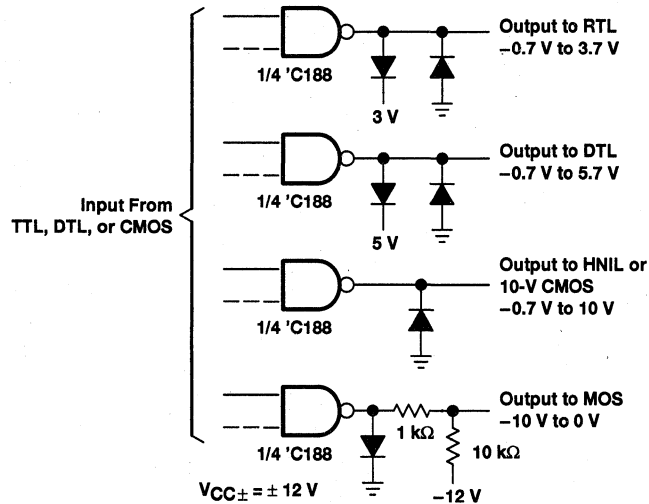 Output to RTL
−0.7 V to 3.7 V
1/4 'C188
3 V
Output to DTL
−0.7 V to 5.7 V
1/4 'C188
5 V
Input From
TTL, DTL, or CMOS
Output to HNIL or
10-V CMOS
−0.7 V to 10 V
1/4 'C188
Output to MOS
−10 V to 0 V
1 kΩ
10 kΩ
1/4 'C188
VCC± = ± 12 V
−12 V